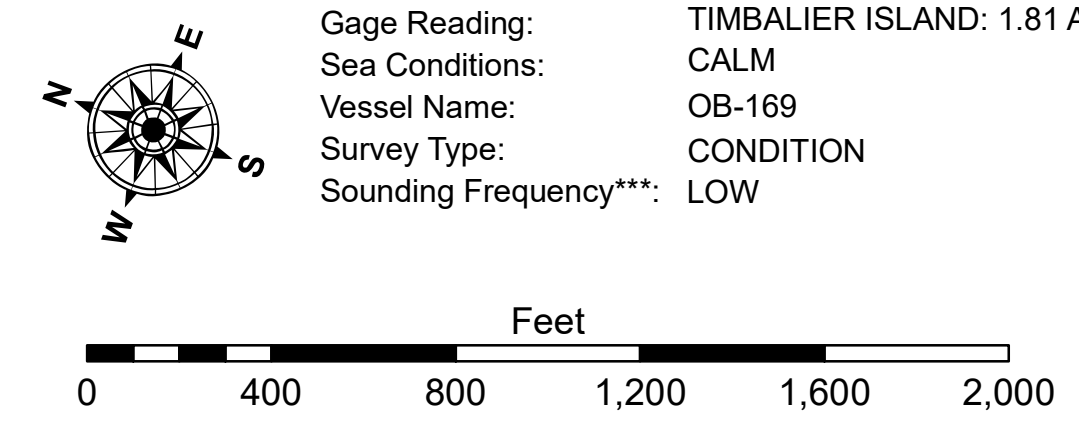 E
N
S
W
Gage Reading: TIMBALIER ISLAND: 1.81
Sea Conditions: CALM
Vessel Name: OB-169
Survey Type: CONDITION
Sounding Frequency***: LOW
Feet
0 400 800 1,200 1,600 2,000